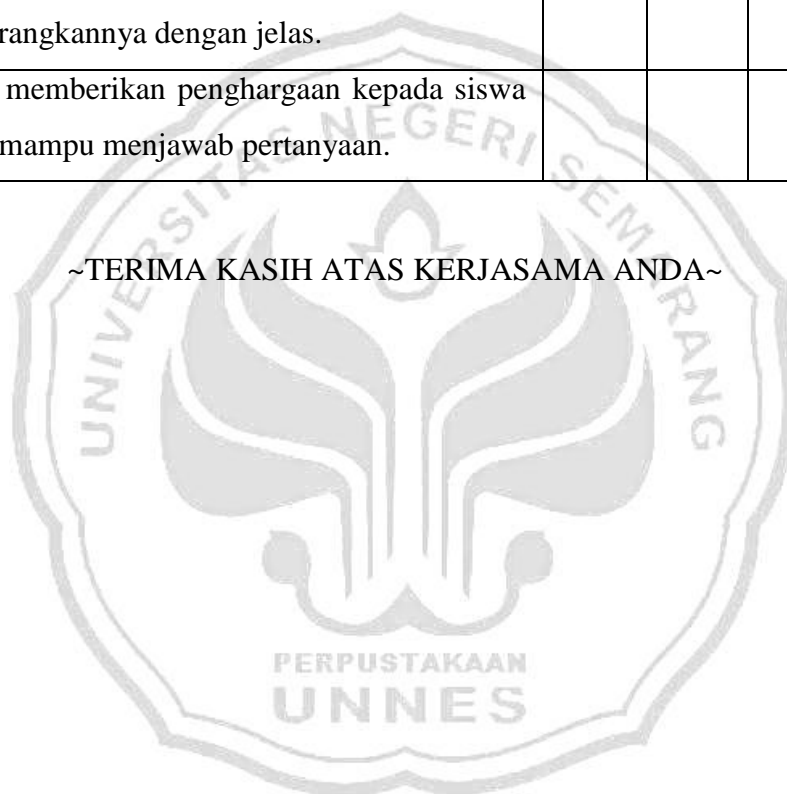 rangkannya dengan jelas.
memberikan penghargaan kepada siswa
mampu menjawab pertanyaan.
~TERIMA KASIH ATAS KERJASAMA ANDA~
UNIVERSITAS NEGERI SEMARANG
PERPUSTAKAAN
UNNES